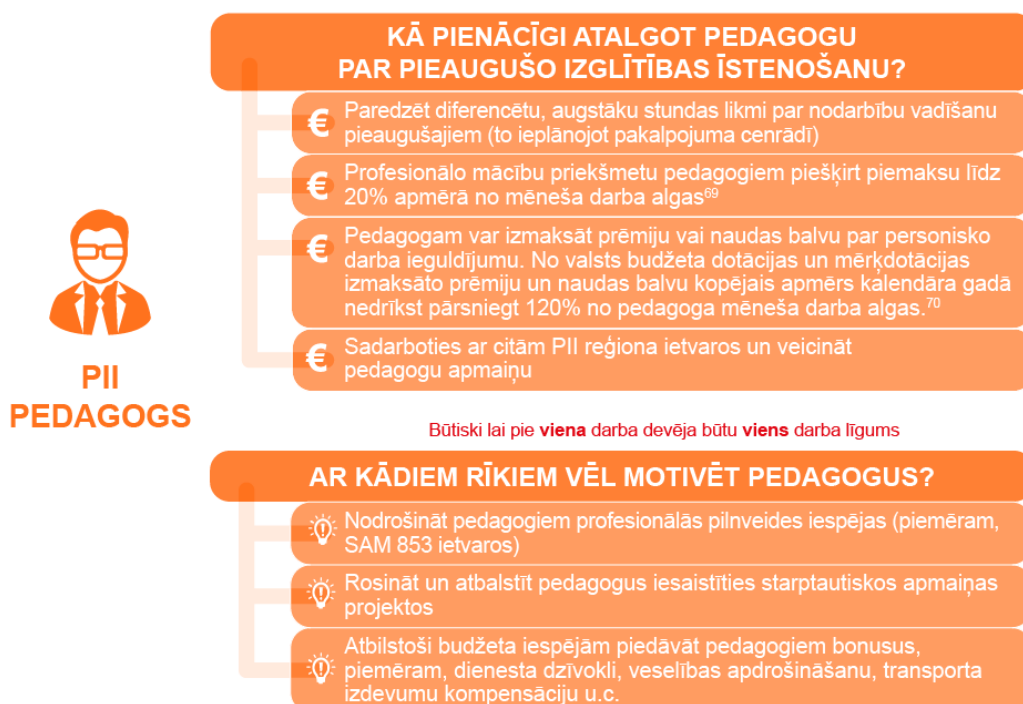 KĀ PIENĀCĪGI ATALGOT PEDAGOGU
PAR PIEAUGUŠO IZGLĪTĪBAS ĪSTENOŠANU?
€ Paredzēt diferencētu, augstāku stundas likmi par nodarbību vadīšanu
pieaugušajiem (to ieplānojot pakalpojuma cenrādī)
€ Profesionālo mācību priekšmetu pedagogiem piešķirt piemaksu līdz
20% apmērā no mēneša darba algas⁶⁹
€ Pedagogam var izmaksāt prēmiju vai naudas balvu par personisko
darba ieguldījumu. No valsts budžeta dotācijas un mērķdotācijas
izmaksāto prēmiju un naudas balvu kopējais apmērs kalendāra gadā
nedrīkst pārsniegt 120% no pedagoga mēneša darba algas.⁷⁰
€ Sadarboties ar citām PII reģiona ietvaros un veicināt
pedagogu apmaiņu
PII
PEDAGOGS
Būtiski lai pie viena darba devēja būtu viens darba līgums
AR KĀDIEM RĪKIEM VĒL MOTIVĒT PEDAGOGUS?
Nodrošināt pedagogiem profesionālās pilnveides iespējas (piemēram,
SAM 853 ietvaros)
Rosināt un atbalstīt pedagogus iesaistīties starptautiskos apmaiņas
projektos
Atbilstoši budžeta iespējām piedāvāt pedagogiem bonusus,
piemēram, dienesta dzīvokli, veselības apdrošināšanu, transporta
izdevumu kompensāciju u.c.